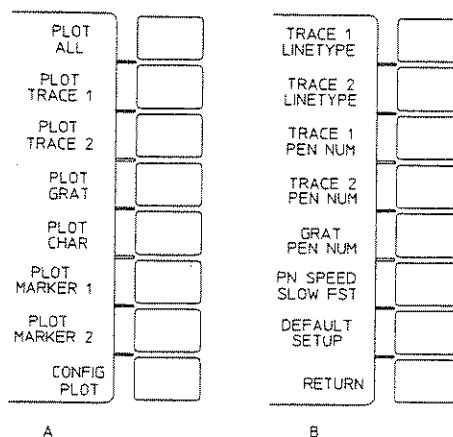 PLOT
ALL
PLOT
TRACE 1
PLOT
TRACE 2
PLOT
GRAT
PLOT
CHAR
PLOT
MARKER 1
PLOT
MARKER 2
CONFIG
PLOT
A
TRACE 1
LINETYPE
TRACE 2
LINETYPE
TRACE 1
PEN NUM
TRACE 2
PEN NUM
GRAT
PEN NUM
PN SPEED
SLOW FST
DEFAULT
SETUP
RETURN
B